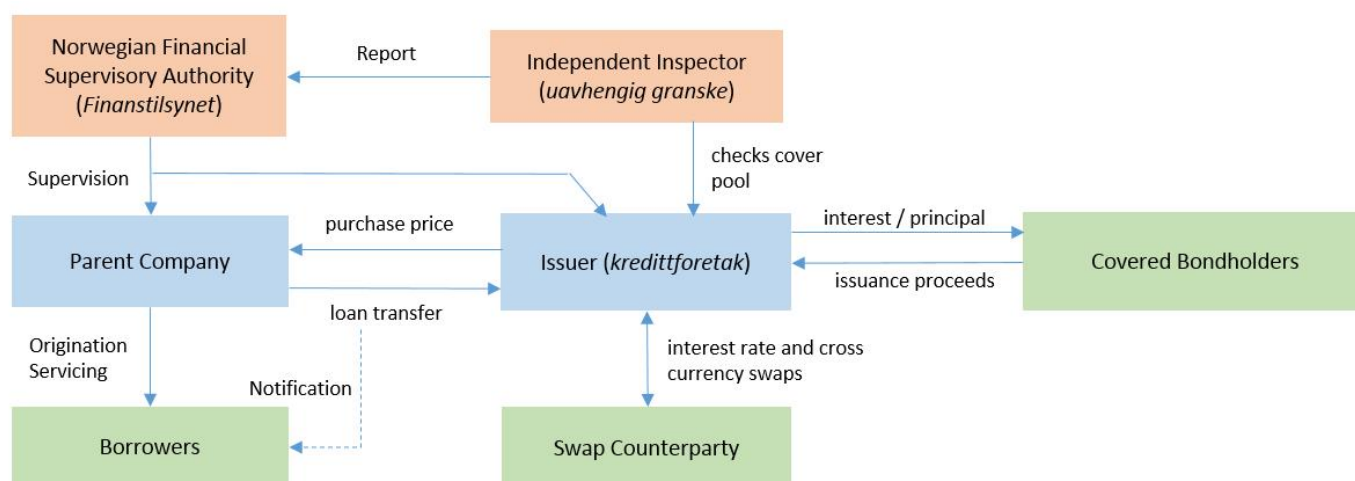 Norwegian Financial
Supervisory Authority
(Finanstilsynet)
Report
Independent Inspector
(uavhengig granske)
Supervision
checks cover
pool
Parent Company
purchase price
loan transfer
Issuer (kredittforetak)
interest / principal
issuance proceeds
Covered Bondholders
Origination
Servicing
Notification
interest rate and cross
currency swaps
Borrowers
Swap Counterparty